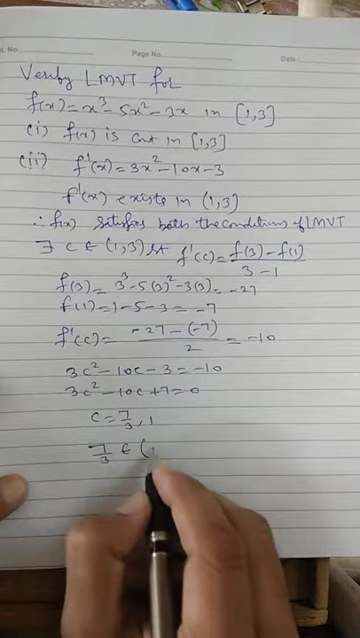 Page No.
Date:
Verify LMVT for
f(x) = x³ - 5x² - 3x in [1,3]
(i) f(x) is cnt in [1,3]
(ii) f'(x) = 3x² - 10x - 3
f'(x) exists in (1,3)
∴ f(x) satisfies both the conditions of LMVT
∃ c ∈ (1,3) st f'(c) = f(3) - f(1) / 3 - 1
f(3) = 3³ - 5(3)² - 3(3) = -27
f(1) = 1 - 5 - 3 = -7
f'(c) = -27 - (-7) / 2 = -10
3c² - 10c - 3 = -10
3c² - 10c + 7 = 0
c = 7/3, 1
7/3 ∈ (